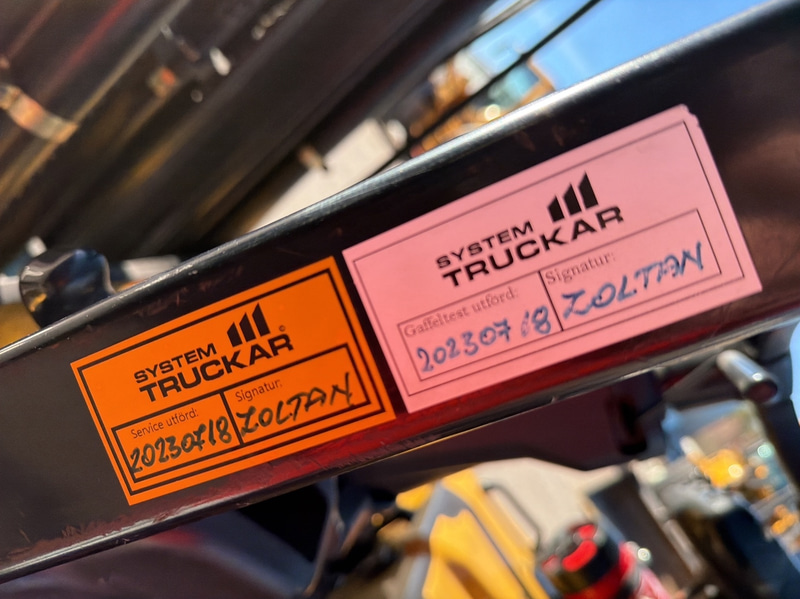 SYSTEM
TRUCKAR
Service utförd:
Signatur:
20230718
ZOLTAN
SYSTEM
TRUCKAR
Gaffeltest utförd:
Signatur:
20230718
ZOLTAN